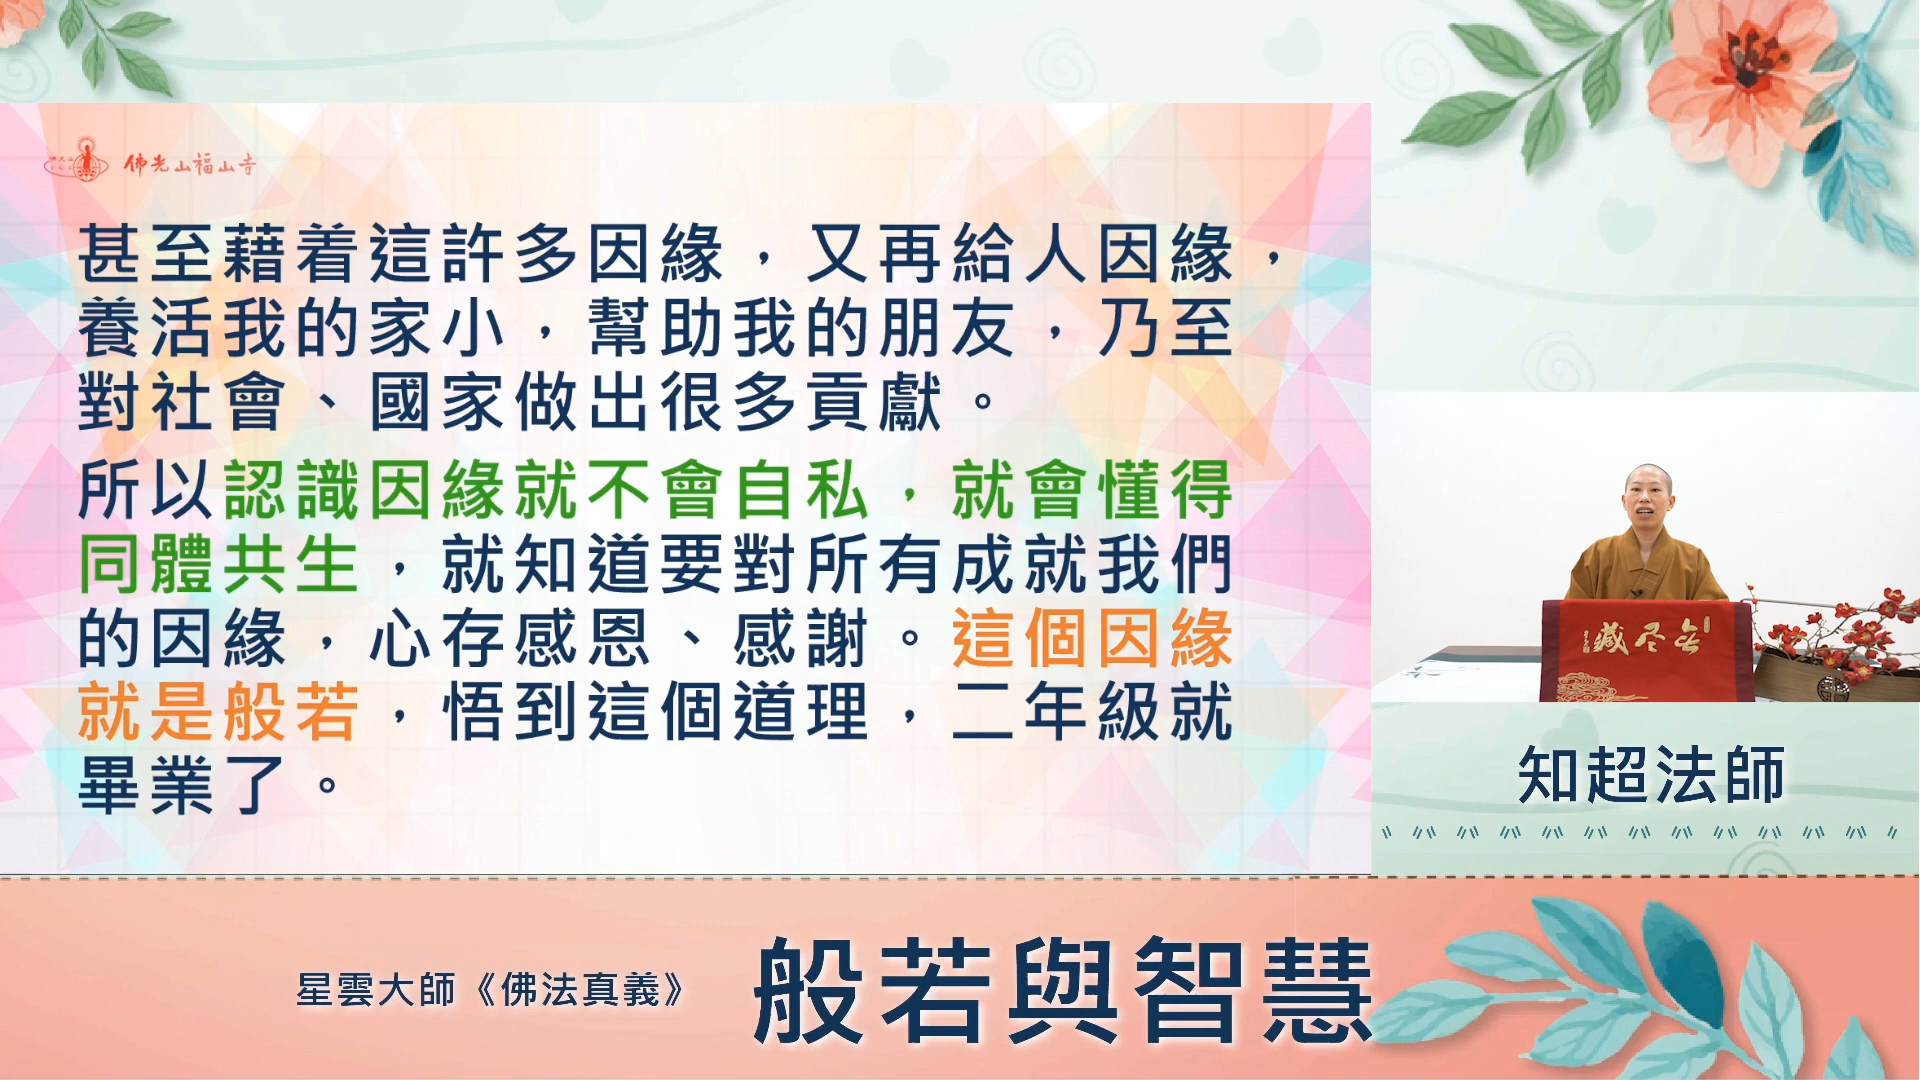 佛光山福山寺
甚至藉着這許多因緣，又再給人因緣，
養活我的家小，幫助我的朋友，乃至
對社會、國家做出很多貢獻。
所以認識因緣就不會自私，就會懂得
同體共生，就知道要對所有成就我們
的因緣，心存感恩、感謝。這個因緣
就是般若，悟到這個道理，二年級就
畢業了。
藏尽无
知超法師
星雲大師《佛法真義》
般若與智慧